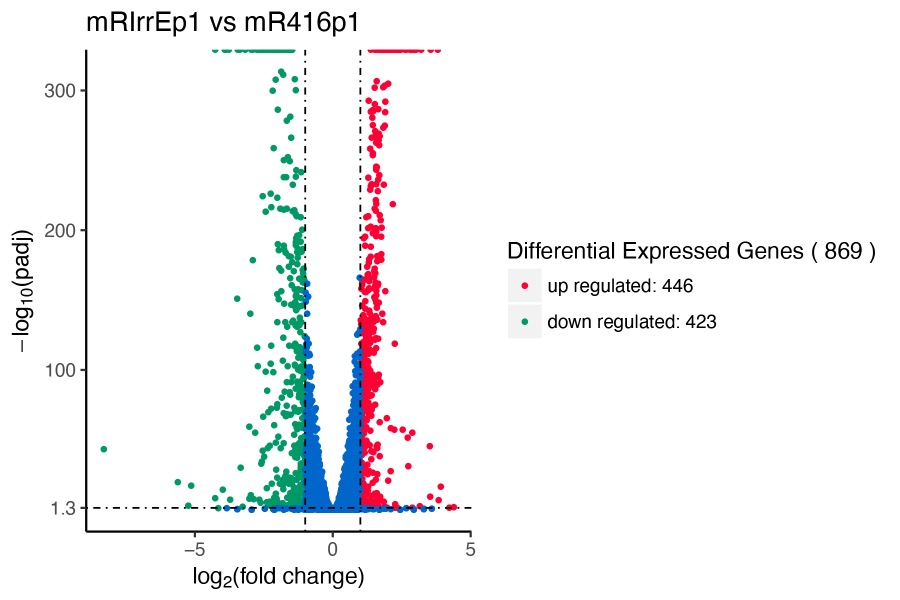 mRIrrEp1 vs mR416p1
300
200
100
1.3
−log10(padj)
−5 0 5
log2(fold change)
Differential Expressed Genes ( 869 )
up regulated: 446
down regulated: 423